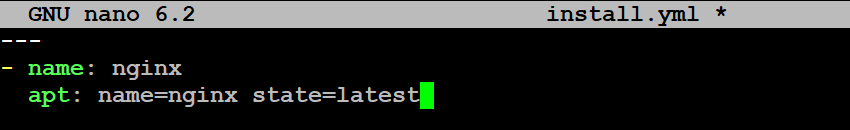 GNU nano 6.2 install.yml *
---
- name: nginx
  apt: name=nginx state=latest